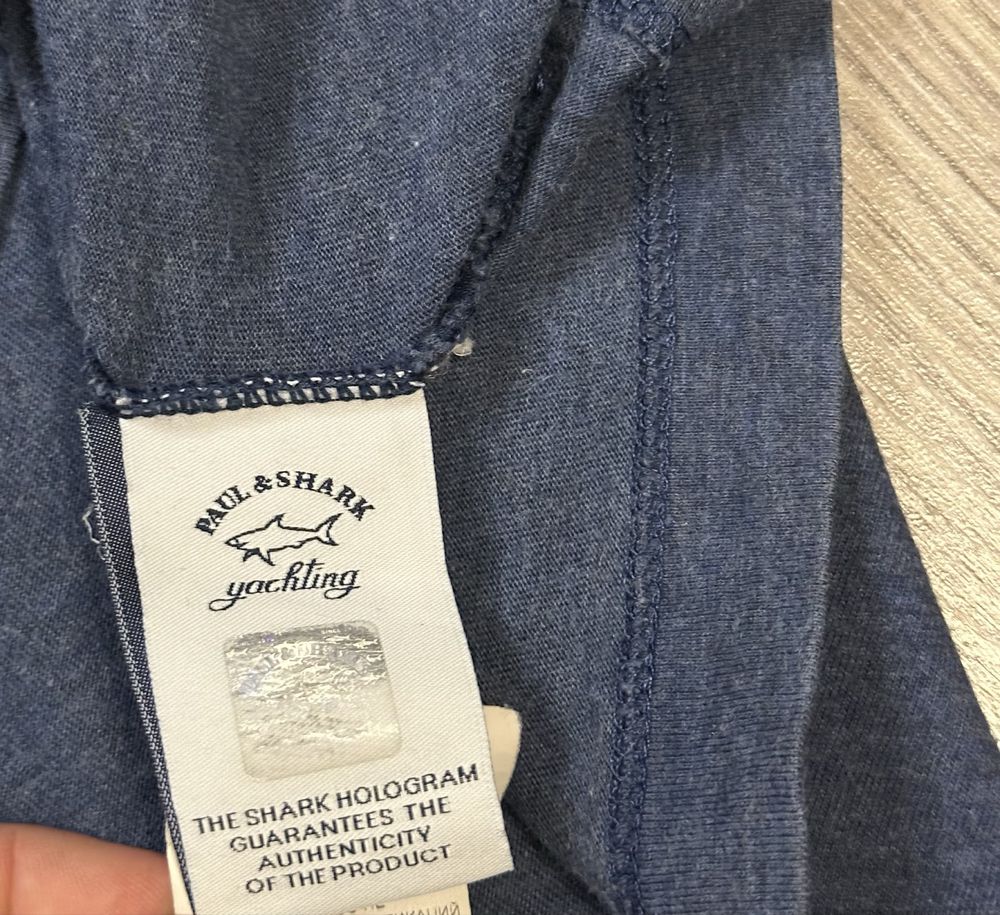 PAUL & SHARK
yachting
THE SHARK HOLOGRAM
GUARANTEES THE
AUTHENTICITY
OF THE PRODUCT